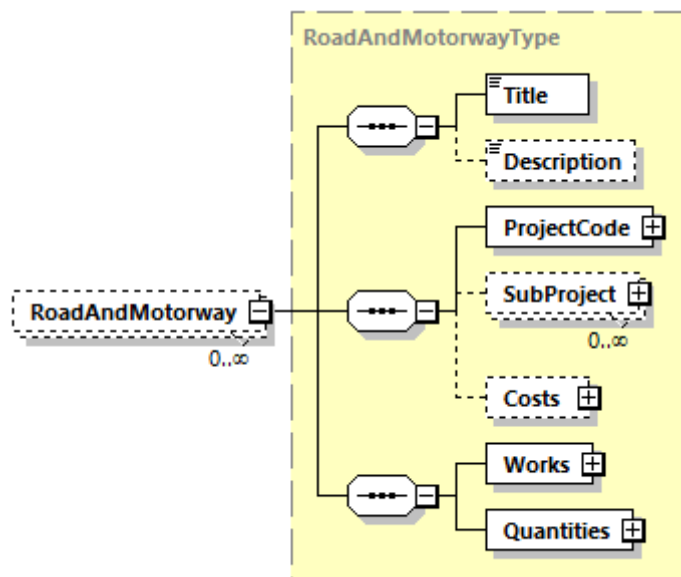 RoadAndMotorwayType
Title
Description
ProjectCode
SubProject
0..∞
RoadAndMotorway
0..∞
Costs
Works
Quantities